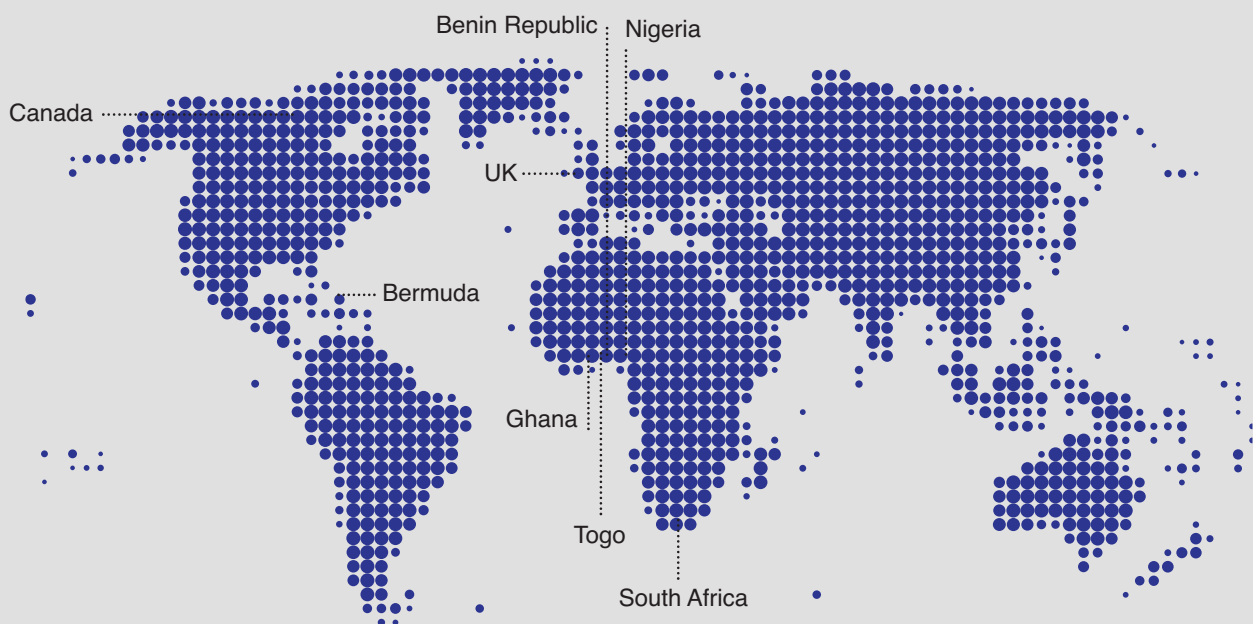 Benin Republic
Nigeria
Canada
UK
Bermuda
Ghana
Togo
South Africa